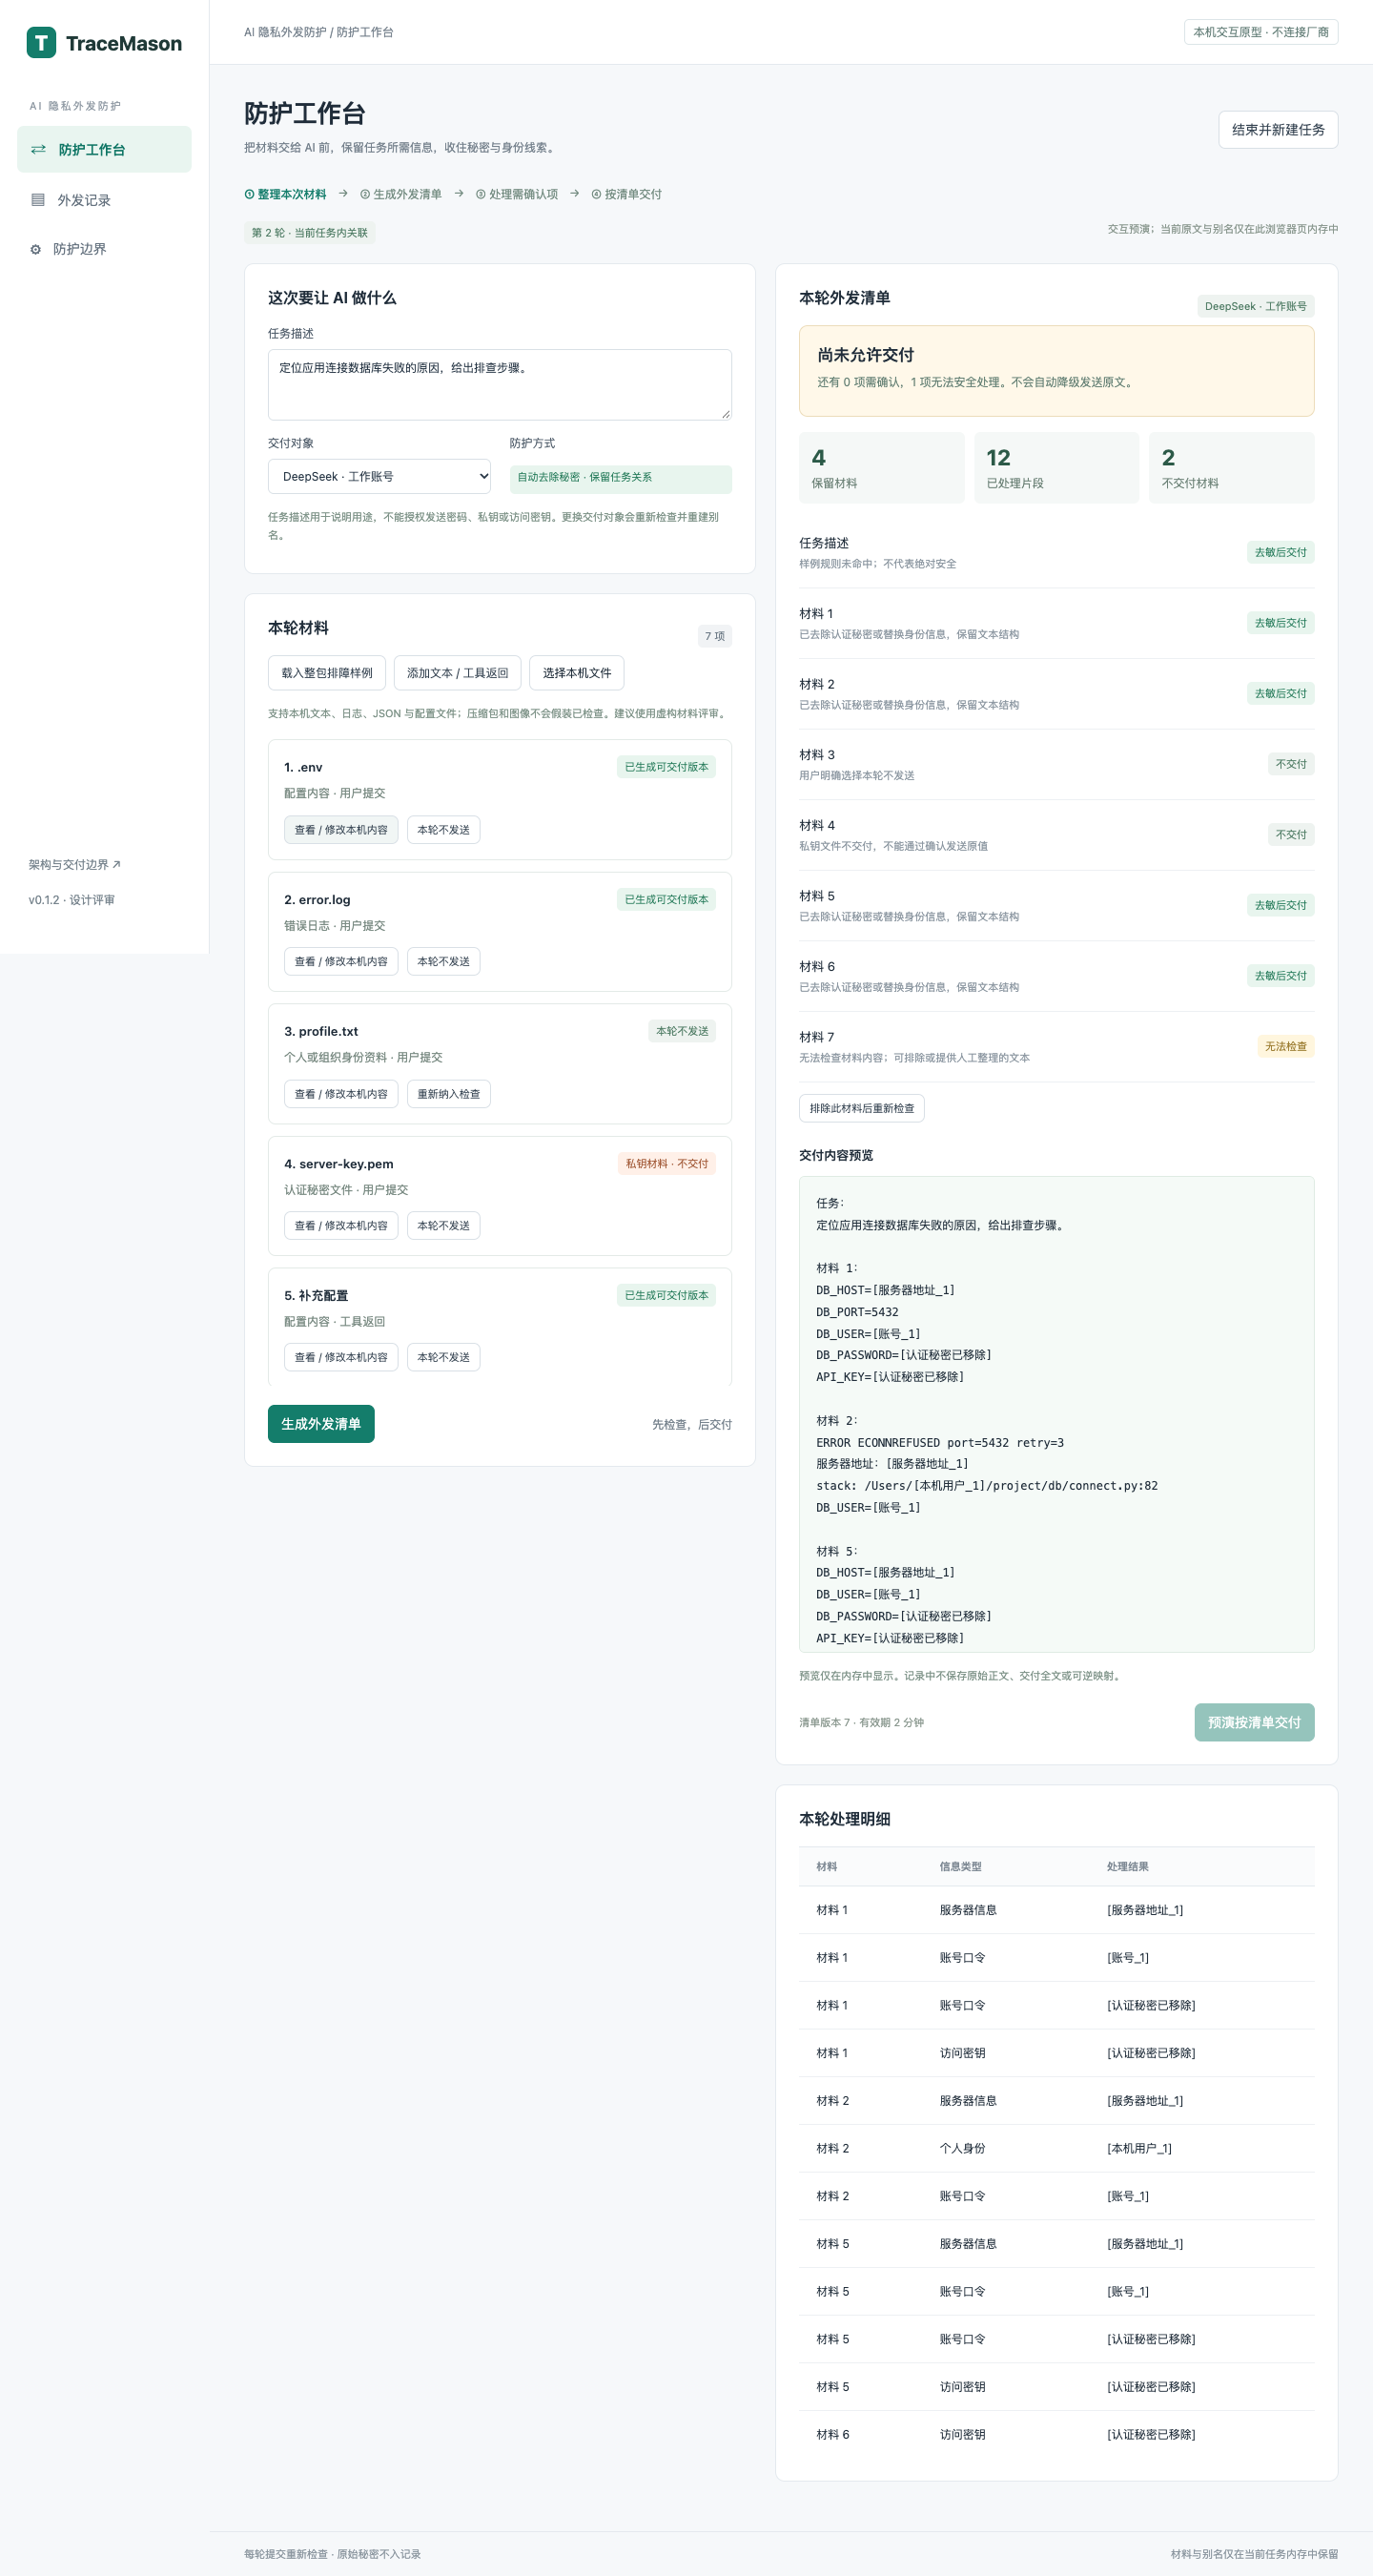 T TraceMason
AI 隐私外发防护
防护工作台
外发记录
防护边界
架构与交付边界 ↗
v0.1.2 · 设计评审
AI 隐私外发防护 / 防护工作台
本机交互原型 · 不连接厂商
防护工作台
把材料交给 AI 前，保留任务所需信息，收住秘密与身份线索。
结束并新建任务
① 整理本次材料 → ② 生成外发清单 → ③ 处理需确认项 → ④ 按清单交付
第 2 轮 · 当前任务内关联
交互预演；当前原文与别名仅在此浏览器页内存中
这次要让 AI 做什么
任务描述
定位应用连接数据库失败的原因，给出排查步骤。
交付对象
防护方式
DeepSeek · 工作账号
自动去除秘密 · 保留任务关系
任务描述用于说明用途，不能授权发送密码、私钥或访问密钥。更换交付对象会重新检查并重建别
名。
本轮材料
7 项
载入整包排障样例
添加文本 / 工具返回
选择本机文件
支持本机文本、日志、JSON 与配置文件；压缩包和图像不会假装已检查。建议使用虚构材料评审。
1. .env
已生成可交付版本
配置内容 · 用户提交
查看 / 修改本机内容
本轮不发送
2. error.log
已生成可交付版本
错误日志 · 用户提交
查看 / 修改本机内容
本轮不发送
3. profile.txt
本轮不发送
个人或组织身份资料 · 用户提交
查看 / 修改本机内容
重新纳入检查
4. server-key.pem
私钥材料 · 不交付
认证秘密文件 · 用户提交
查看 / 修改本机内容
本轮不发送
5. 补充配置
已生成可交付版本
配置内容 · 工具返回
查看 / 修改本机内容
本轮不发送
生成外发清单
先检查，后交付
本轮外发清单
DeepSeek · 工作账号
尚未允许交付
还有 0 项需确认，1 项无法安全处理。不会自动降级发送原文。
4
保留材料
12
已处理片段
2
不交付材料
任务描述
样例规则未命中；不代表绝对安全
去敏后交付
材料 1
已去除认证秘密或替换身份信息，保留文本结构
去敏后交付
材料 2
已去除认证秘密或替换身份信息，保留文本结构
去敏后交付
材料 3
用户明确选择本轮不发送
不交付
材料 4
私钥文件不交付，不能通过确认发送原值
不交付
材料 5
已去除认证秘密或替换身份信息，保留文本结构
去敏后交付
材料 6
已去除认证秘密或替换身份信息，保留文本结构
去敏后交付
材料 7
无法检查材料内容；可排除或提供人工整理的文本
无法检查
排除此材料后重新检查
交付内容预览
任务：
定位应用连接数据库失败的原因，给出排查步骤。
材料 1：
DB_HOST=[服务器地址_1]
DB_PORT=5432
DB_USER=[账号_1]
DB_PASSWORD=[认证秘密已移除]
API_KEY=[认证秘密已移除]
材料 2：
ERROR ECONNREFUSED port=5432 retry=3
服务器地址：[服务器地址_1]
stack: /Users/[本机用户_1]/project/db/connect.py:82
DB_USER=[账号_1]
材料 5：
DB_HOST=[服务器地址_1]
DB_USER=[账号_1]
DB_PASSWORD=[认证秘密已移除]
API_KEY=[认证秘密已移除]
预览仅在内存中显示。记录中不保存原始正文、交付全文或可逆映射。
清单版本 7 · 有效期 2 分钟
预演按清单交付
本轮处理明细
材料 信息类型 处理结果
材料 1 服务器信息 [服务器地址_1]
材料 1 账号口令 [账号_1]
材料 1 账号口令 [认证秘密已移除]
材料 1 访问密钥 [认证秘密已移除]
材料 2 服务器信息 [服务器地址_1]
材料 2 个人身份 [本机用户_1]
材料 2 账号口令 [账号_1]
材料 5 服务器信息 [服务器地址_1]
材料 5 账号口令 [账号_1]
材料 5 账号口令 [认证秘密已移除]
材料 5 访问密钥 [认证秘密已移除]
材料 6 访问密钥 [认证秘密已移除]
每轮提交重新检查 · 原始秘密不入记录
材料与别名仅在当前任务内存中保留